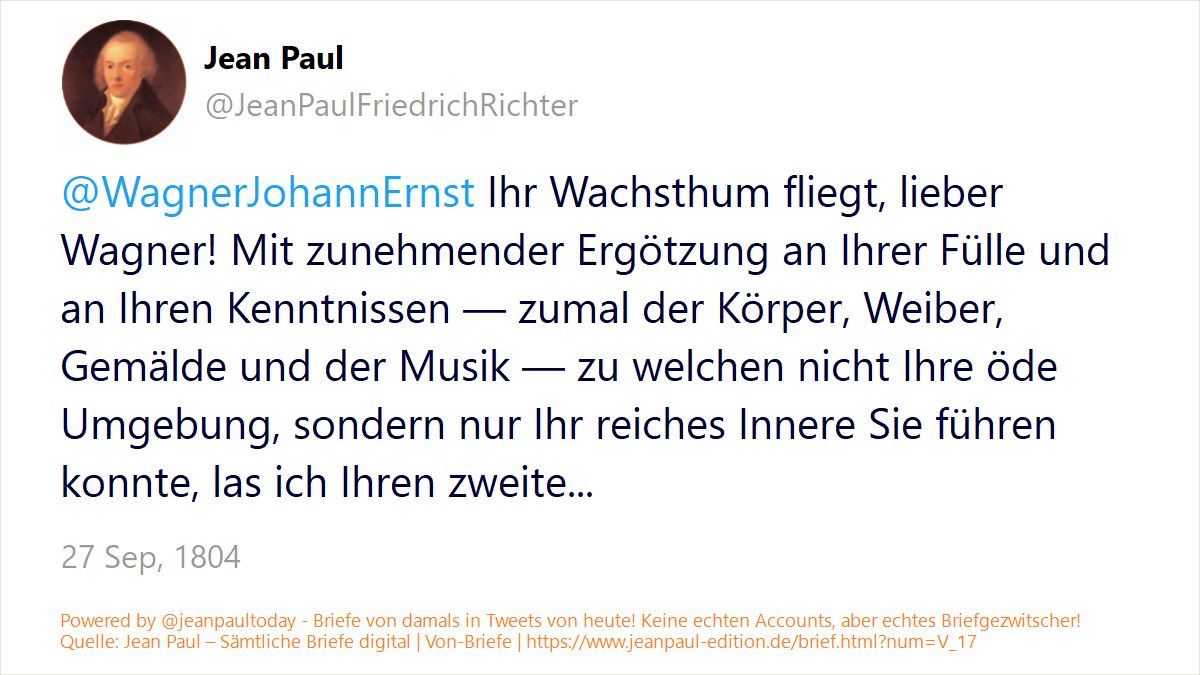 Jean Paul
@JeanPaulFriedrichRichter
@WagnerJohannErnst Ihr Wachsthum fliegt, lieber
Wagner! Mit zunehmender Ergötzung an Ihrer Fülle und
an Ihren Kenntnissen — zumal der Körper, Weiber,
Gemälde und der Musik — zu welchen nicht Ihre öde
Umgebung, sondern nur Ihr reiches Innere Sie führen
konnte, las ich Ihren zweite...
27 Sep, 1804
Powered by @jeanpaultoday - Briefe von damals in Tweets von heute! Keine echten Accounts, aber echtes Briefgezwitscher!
Quelle: Jean Paul – Sämtliche Briefe digital | Von-Briefe | https://www.jeanpaul-edition.de/brief.html?num=V_17